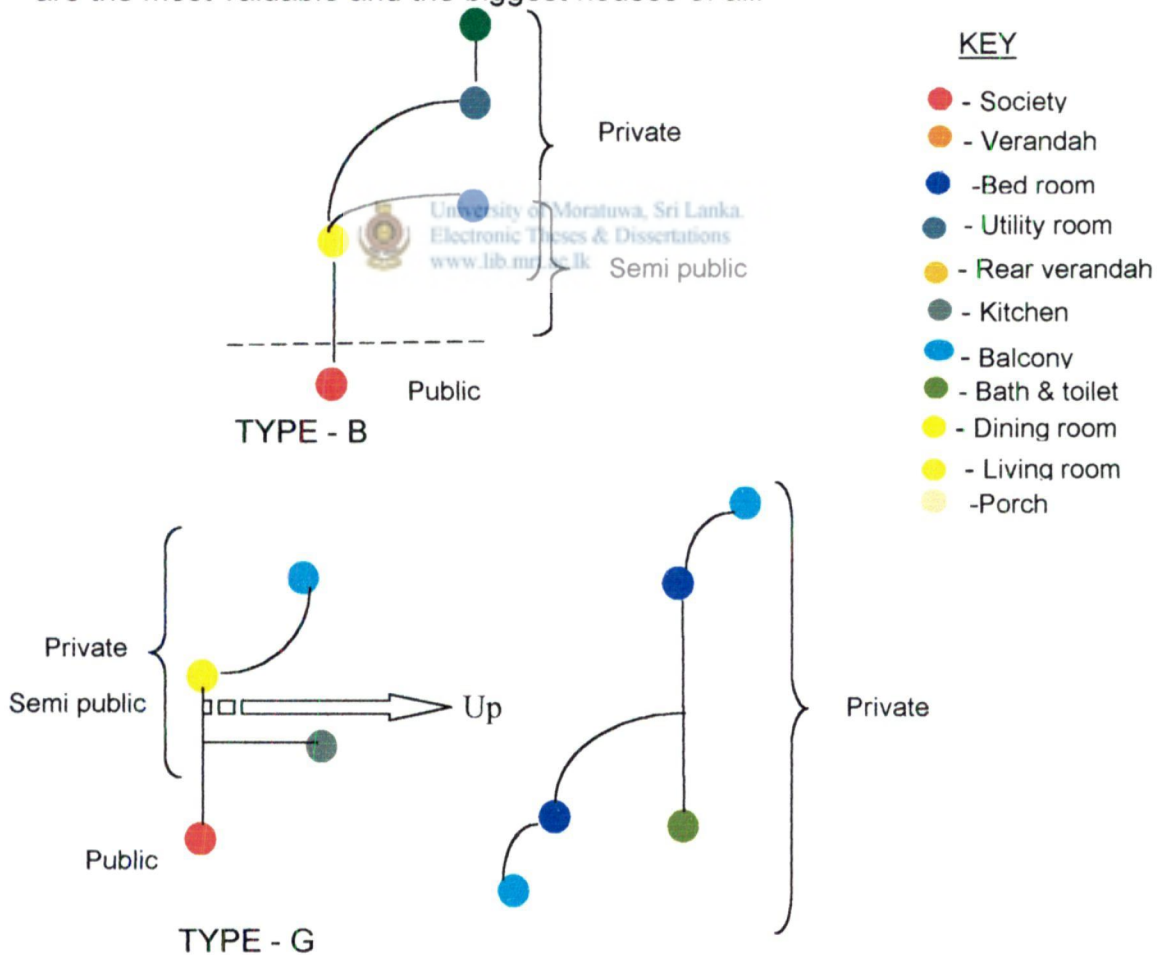 KEY
- Society
- Verandah
-Bed room
- Utility room
- Rear verandah
- Kitchen
- Balcony
- Bath & toilet
- Dining room
- Living room
-Porch
Private
University of Moratuwa, Sri Lanka.
Electronic Theses & Dissertations
www.lib.mrt.ac.lk
Semi public
Public
TYPE - B
Private
Semi public
Up
Public
Private
TYPE - G